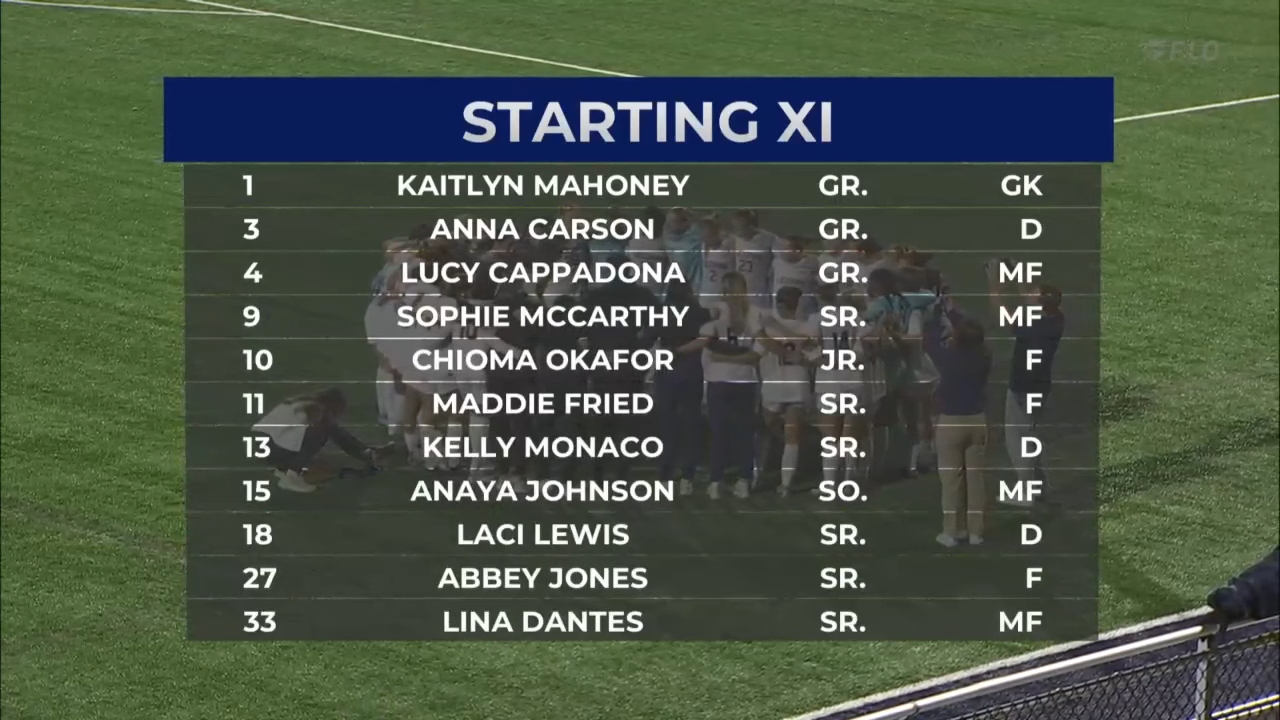 FLO
STARTING XI
1 KAITLYN MAHONEY GR. GK
3 ANNA CARSON GR. D
4 LUCY CAPPADONA GR. MF
9 SOPHIE MCCARTHY SR. MF
10 CHIOMA OKAFOR JR. F
11 MADDIE FRIED SR. F
13 KELLY MONACO SR. D
15 ANAYA JOHNSON SO. MF
18 LACI LEWIS SR. D
27 ABBEY JONES SR. F
33 LINA DANTES SR. MF